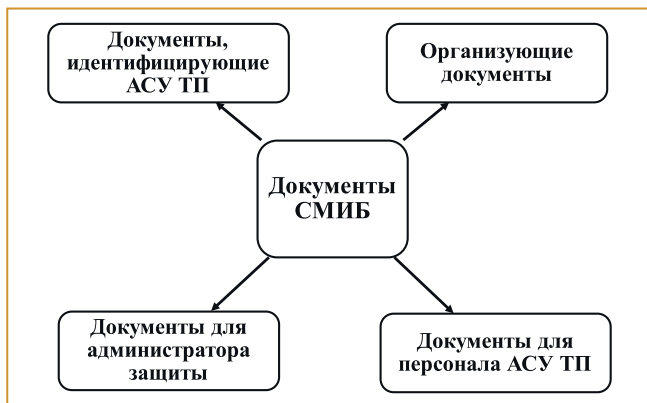 Документы,
идентифицирующие
АСУ ТП
Организующие
документы
Документы
СМИБ
Документы для
администратора
защиты
Документы для
персонала АСУ ТП